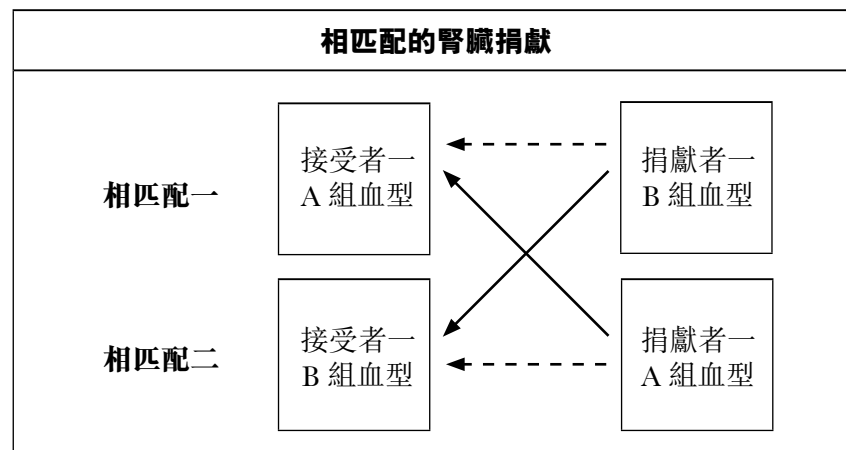 相匹配的腎臟捐獻
相匹配一
接受者一
A 組血型
捐獻者一
B 組血型
相匹配二
接受者一
B 組血型
捐獻者一
A 組血型